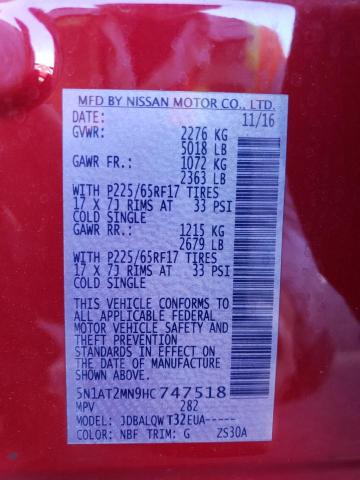 MFD BY NISSAN MOTOR CO., LTD.
DATE: 11/16
GVWR: 2276 KG
5018 LB
GAWR FR: 1072 KG
2363 LB
WITH P225/65RF17 TIRES
17 X 7J RIMS AT 33 PSI
COLD SINGLE
GAWR RR: 1215 KG
2679 LB
WITH P225/65RF17 TIRES
17 X 7J RIMS AT 33 PSI
COLD SINGLE
THIS VEHICLE CONFORMS TO
ALL APPLICABLE FEDERAL
MOTOR VEHICLE SAFETY AND
THEFT PREVENTION
STANDARDS IN EFFECT ON
THE DATE OF MANUFACTURE
SHOWN ABOVE.
5N1AT2MN9HC747518
MPV 282
MODEL: JDBALQWT32EUA-----
COLOR: NBF TRIM: G ZS30A